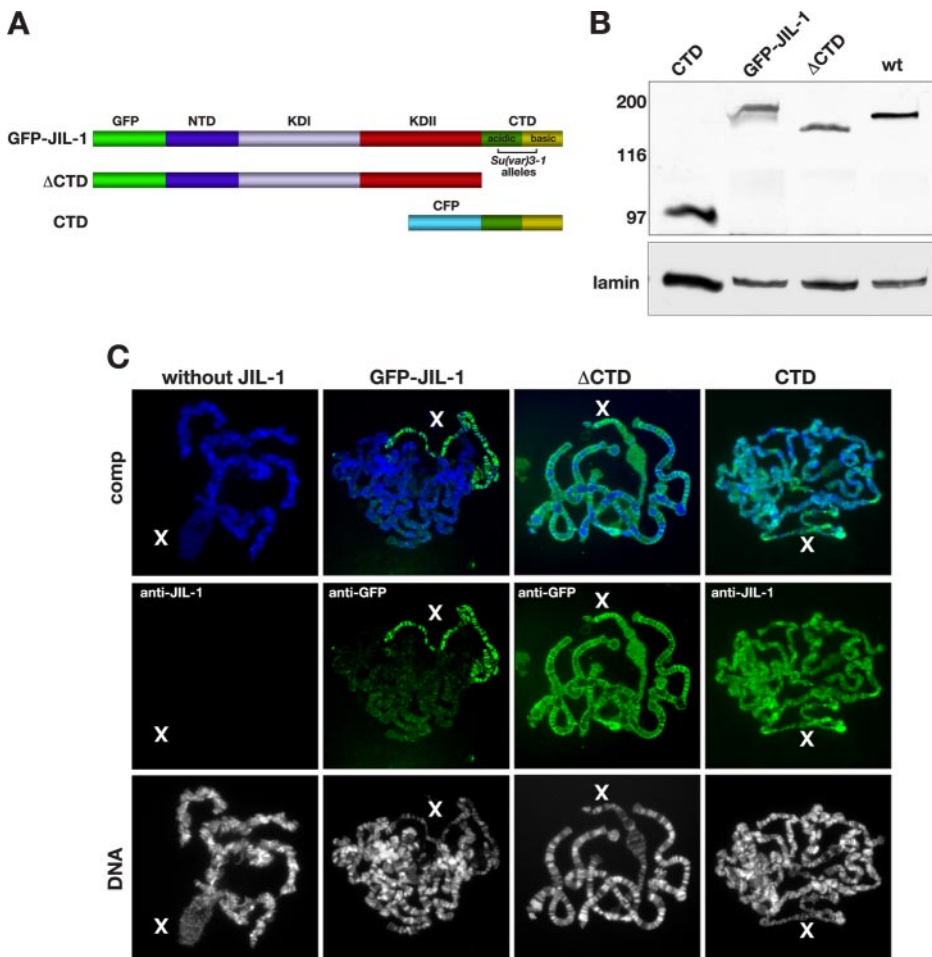 A
GFP NTD KDI KDII CTD
GFP-JIL-1 acidic basic
Su(var)3-1
alleles
ΔCTD
CFP
CTD
B
CTD GFP-JIL-1 ΔCTD wt
200
116
97
lamin
C
without JIL-1 GFP-JIL-1 ΔCTD CTD
comp X X X X
anti-JIL-1 anti-GFP anti-GFP anti-JIL-1
X X X X
DNA X X X X